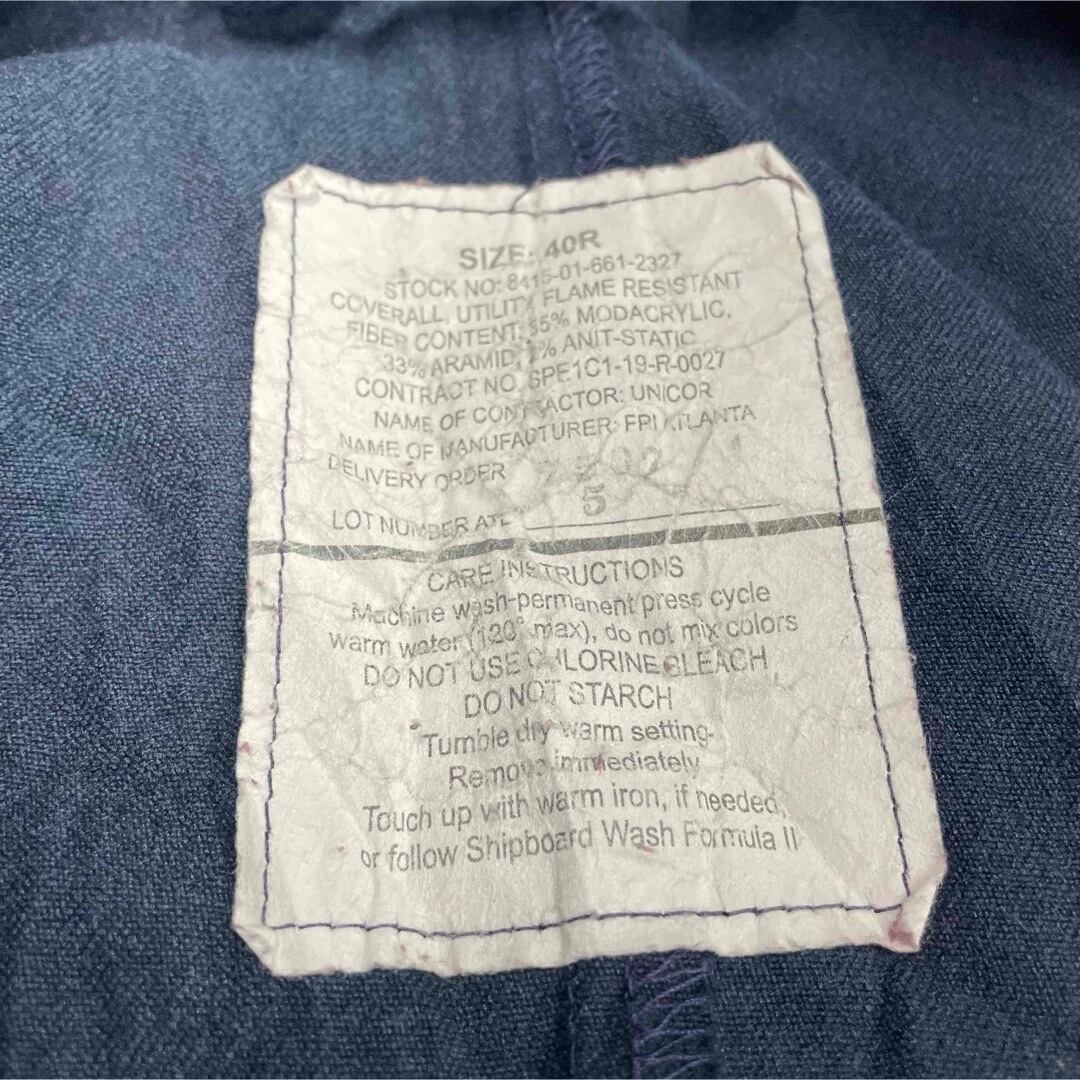 SIZE: 40R
STOCK NO: 8415-01-661-2327
COVERALL, UTILITY, FLAME RESISTANT
FIBER CONTENT: 65% MODACRYLIC,
33% ARAMID, 2% ANIT-STATIC
CONTRACT NO. SPE1C1-19-R-0027
NAME OF CONTRACTOR: UNICOR
NAME OF MANUFACTURER: FPI ATLANTA
DELIVERY ORDER
5
LOT NUMBER ATL
CARE INSTRUCTIONS
Machine wash-permanent press cycle
warm water (120° max), do not mix colors
DO NOT USE CHLORINE BLEACH
DO NOT STARCH
Tumble dry warm setting.
Remove immediately
Touch up with warm iron, if needed,
or follow Shipboard Wash Formula II